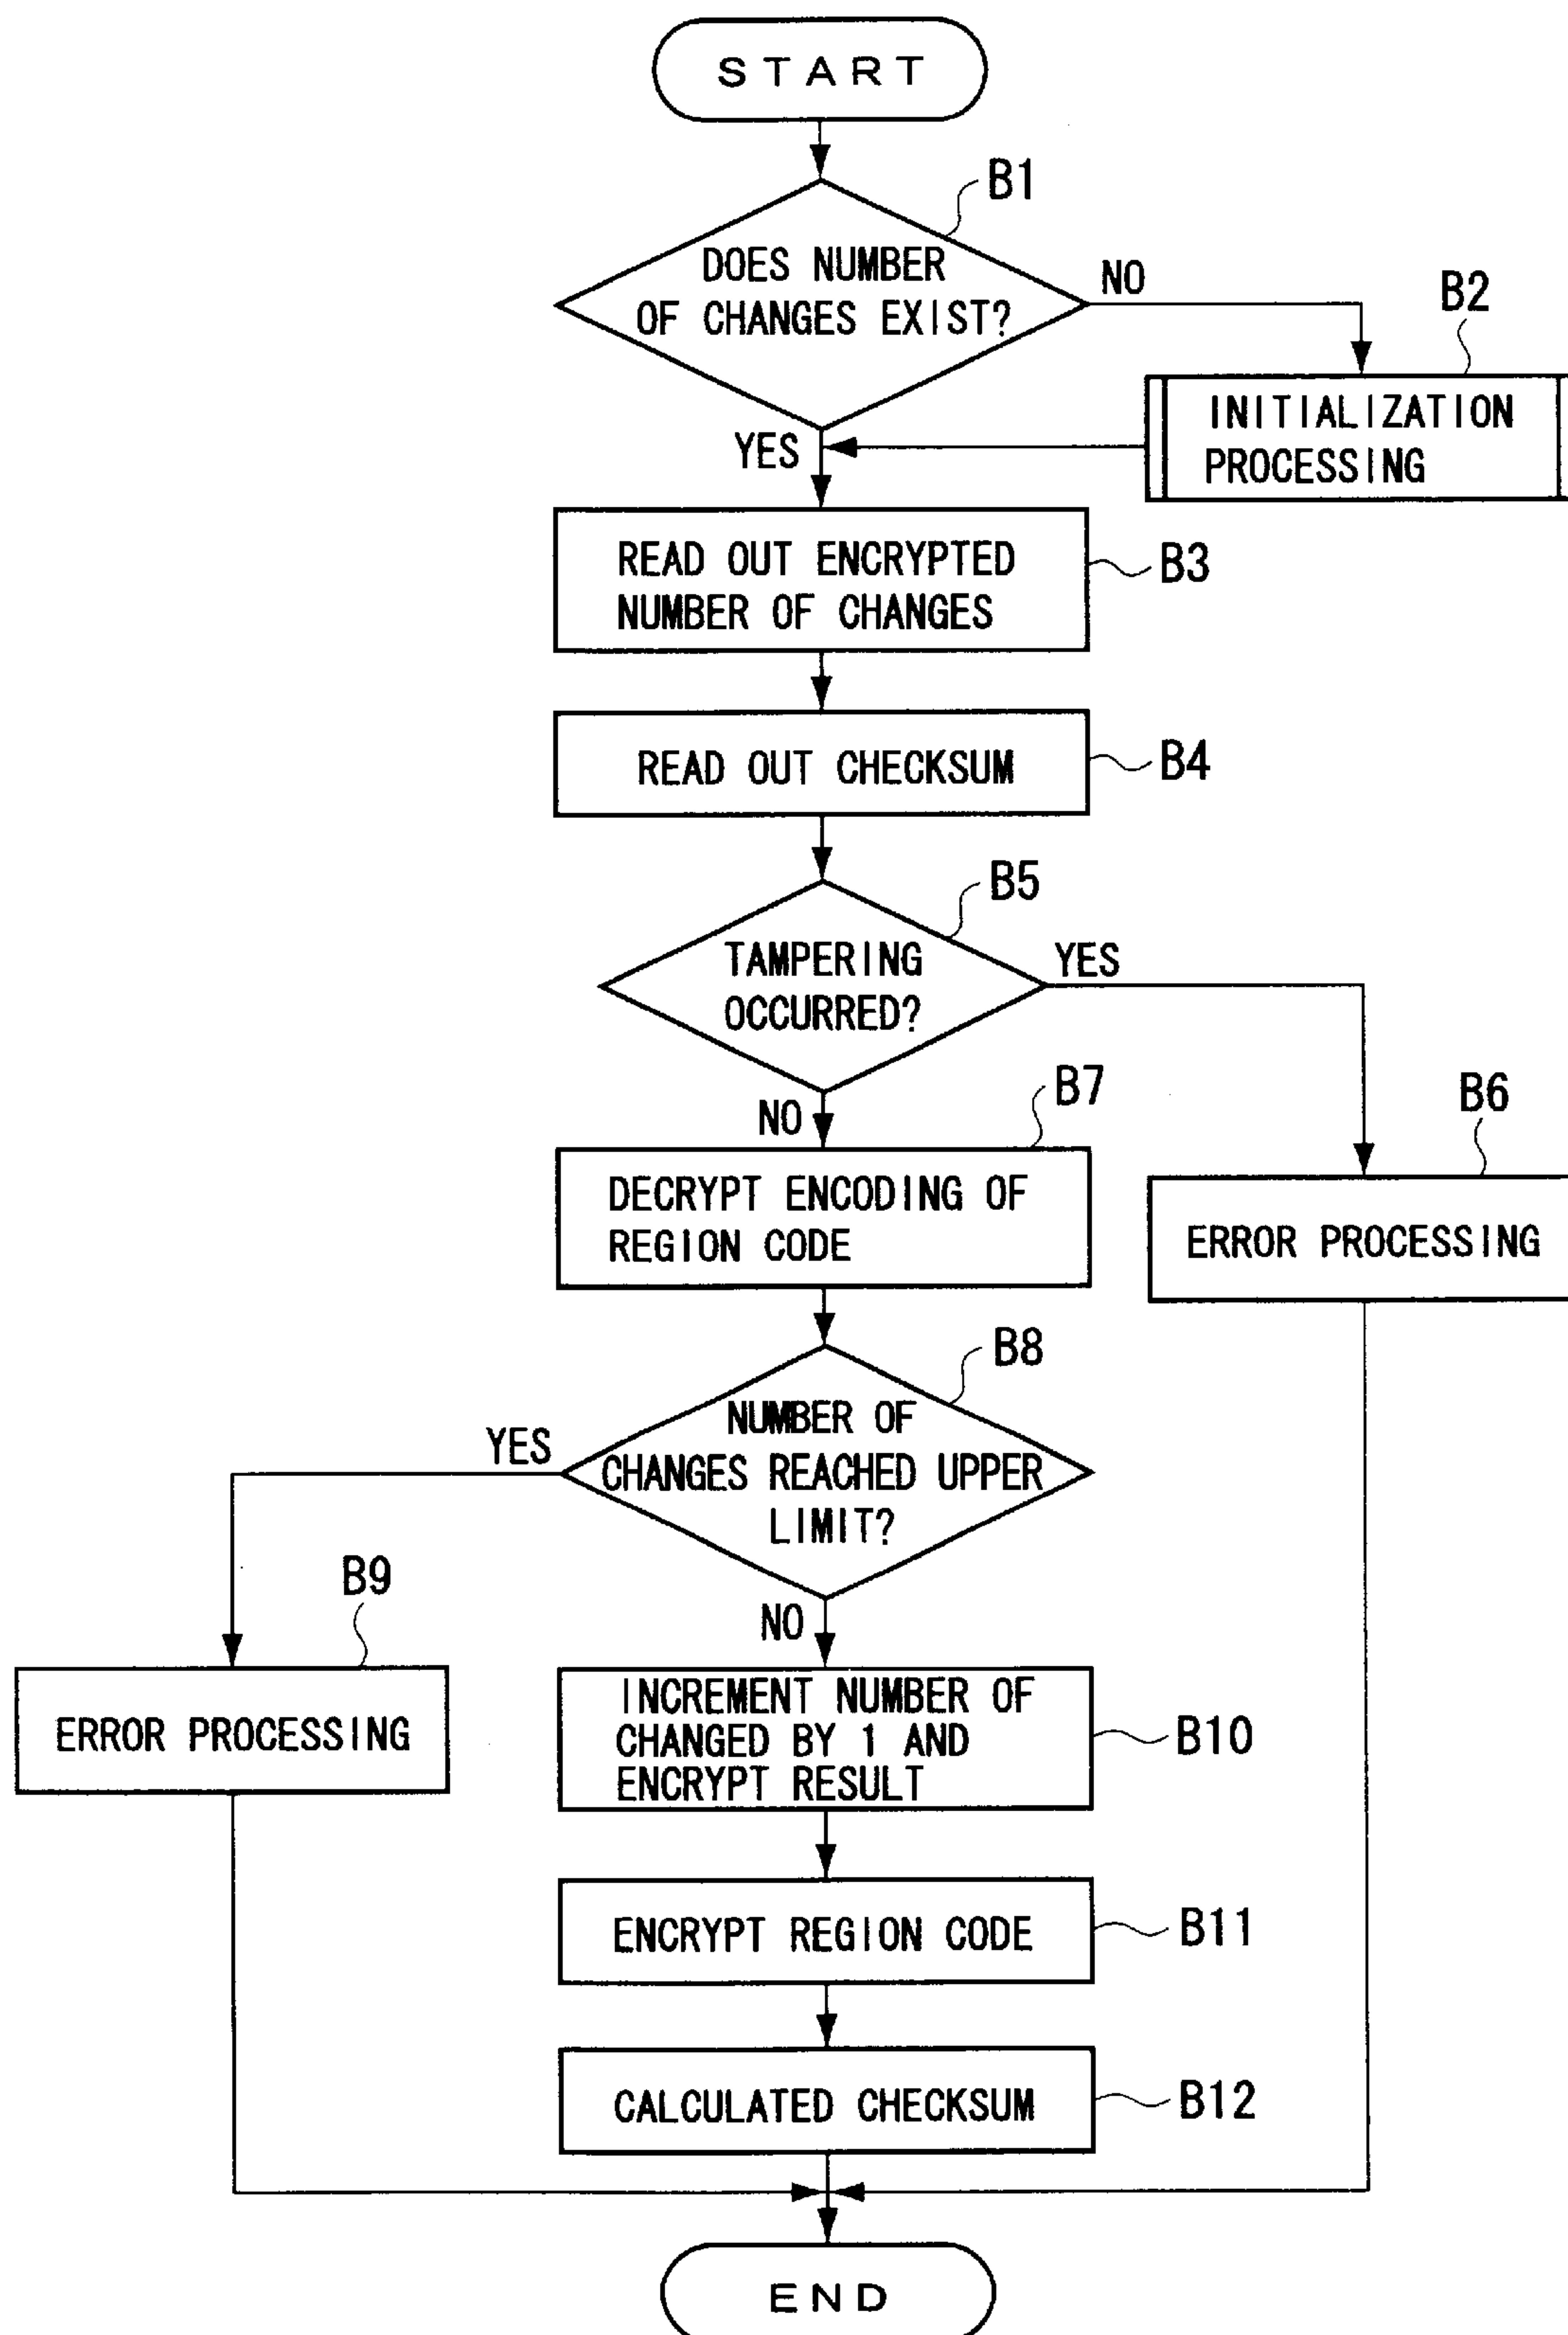 START
B1
DOES NUMBER
OF CHANGES EXIST?
NO
B2
INITIALIZATION
PROCESSING
YES
READ OUT ENCRYPTED
NUMBER OF CHANGES
B3
READ OUT CHECKSUM
B4
B5
TAMPERING
OCCURRED?
YES
NO
B7
DECRYPT ENCODING OF
REGION CODE
B6
ERROR PROCESSING
B8
NUMBER OF
CHANGES REACHED UPPER
LIMIT?
YES
NO
B9
ERROR PROCESSING
INCREMENT NUMBER OF
CHANGED BY 1 AND
ENCRYPT RESULT
B10
ENCRYPT REGION CODE
B11
CALCULATED CHECKSUM
B12
END